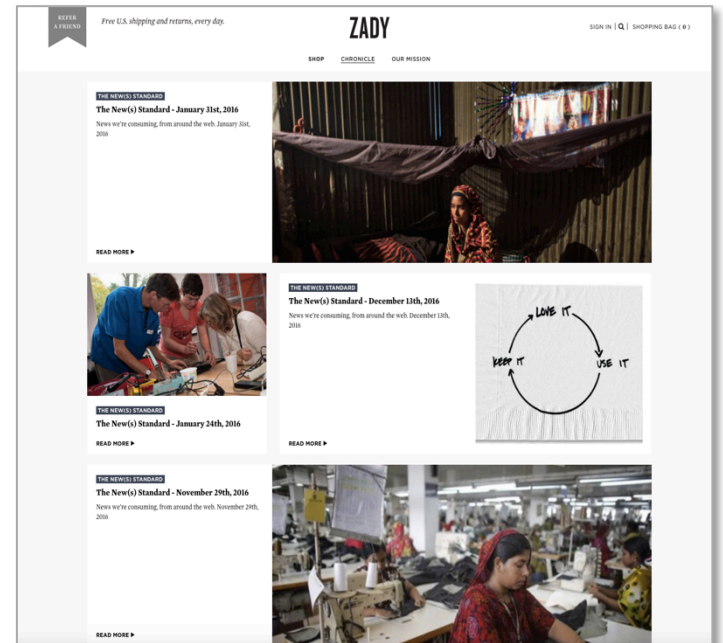 REFER
A FRIEND
Free U.S. shipping and returns, every day.
ZADY
SIGN IN
SHOPPING BAG ( 0 )
SHOP
CHRONICLE
OUR MISSION
THE NEW(S) STANDARD
The New(s) Standard - January 31st, 2016
News we're consuming, from around the web. January 31st,
2016
READ MORE
THE NEW(S) STANDARD
The New(s) Standard - January 24th, 2016
READ MORE
THE NEW(S) STANDARD
The New(s) Standard - December 13th, 2016
News we're consuming, from around the web. December 13th,
2016
READ MORE
LOVE IT
USE IT
KEEP IT
THE NEW(S) STANDARD
The New(s) Standard - November 29th, 2016
News we're consuming, from around the web. November 29th,
2016
READ MORE